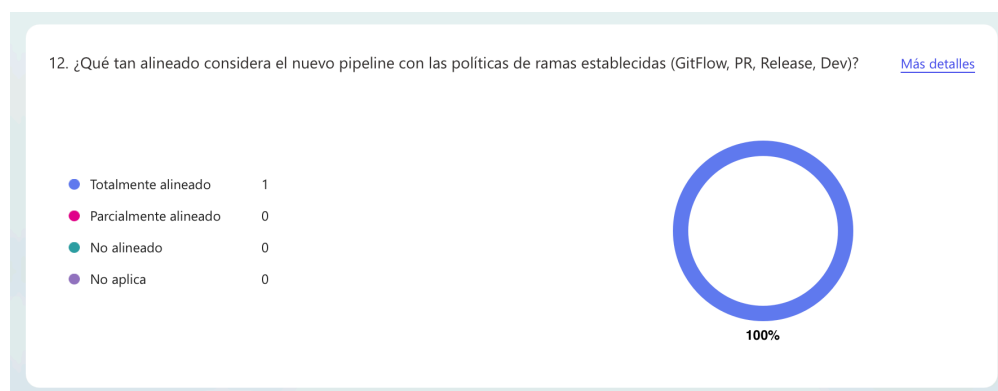 12. ¿Qué tan alineado considera el nuevo pipeline con las políticas de ramas establecidas (GitFlow, PR, Release, Dev)? Más detalles
Totalmente alineado 1
Parcialmente alineado 0
No alineado 0
No aplica 0
100%